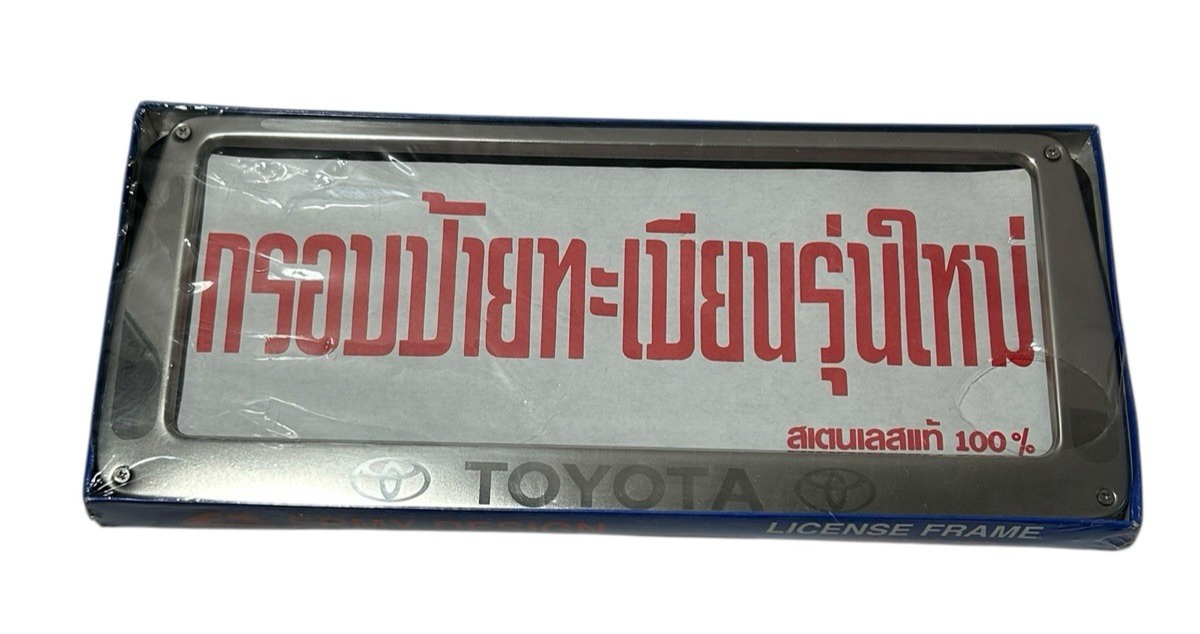 กรอบป้ายทะเบียนรุ่นใหม่
สเตนเลสแท้ 100%
TOYOTA
DESIGN LICENSE FRAME